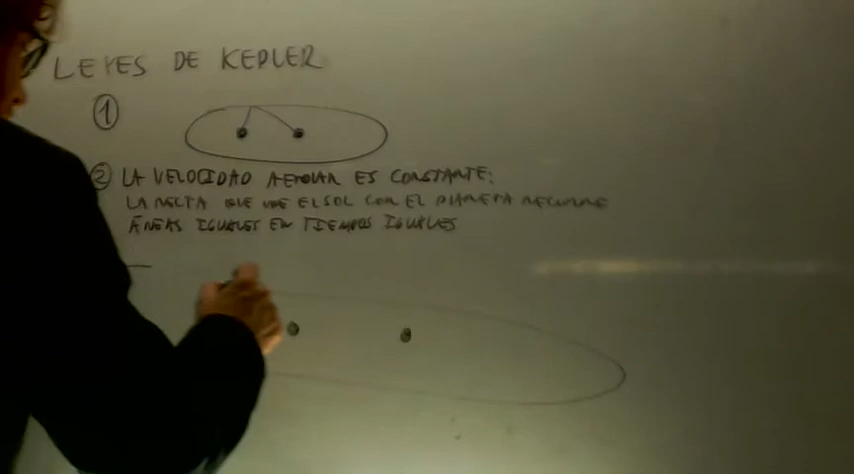 LEYES DE KEPLER
1
2 LA VELOCIDAD AEROLAR ES CONSTANTE:
LA RECTA QUE UNE EL SOL CON EL PLANETA RECORRE
ÁREAS IGUALES EN TIEMPOS IGUALES